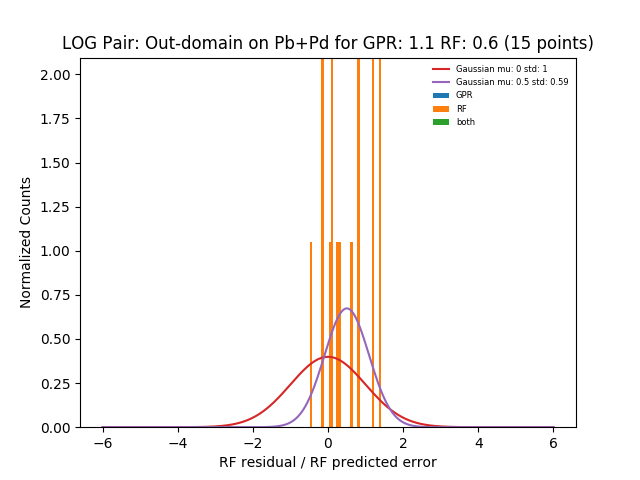 LOG Pair: Out-domain on Pb+Pd for GPR: 1.1 RF: 0.6 (15 points)
Gaussian mu: 0 std: 1
Gaussian mu: 0.5 std: 0.59
GPR
RF
both
Normalized Counts
2.00
1.75
1.50
1.25
1.00
0.75
0.50
0.25
0.00
−6
−4
−2
0
2
4
6
RF residual / RF predicted error